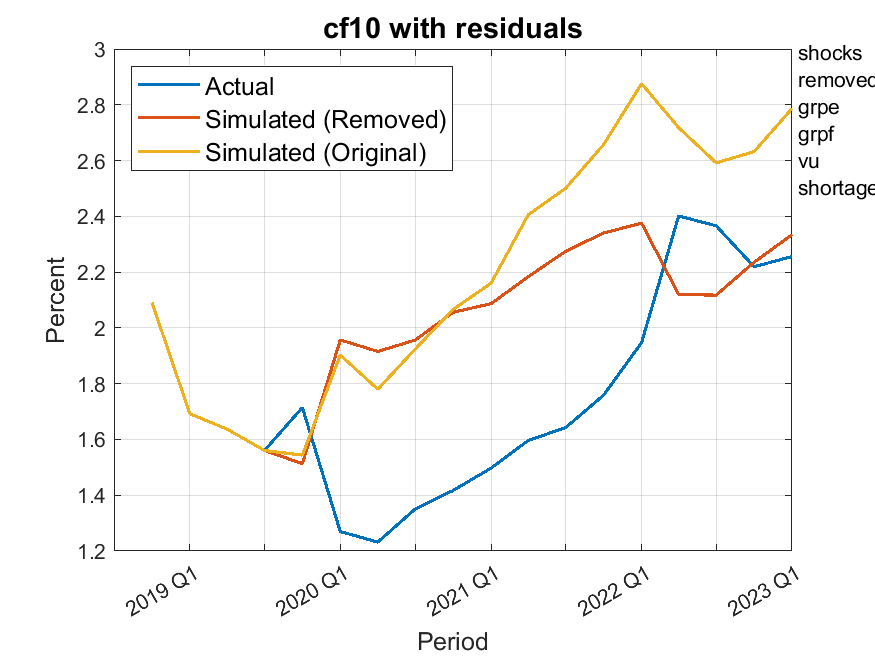 cf10 with residuals
3
2.8
2.6
2.4
2.2
2
1.8
1.6
1.4
1.2
Percent
Actual
Simulated (Removed)
Simulated (Original)
shocks
removed
grpe
grpf
vu
shortage
2019 Q1
2020 Q1
2021 Q1
2022 Q1
2023 Q1
Period